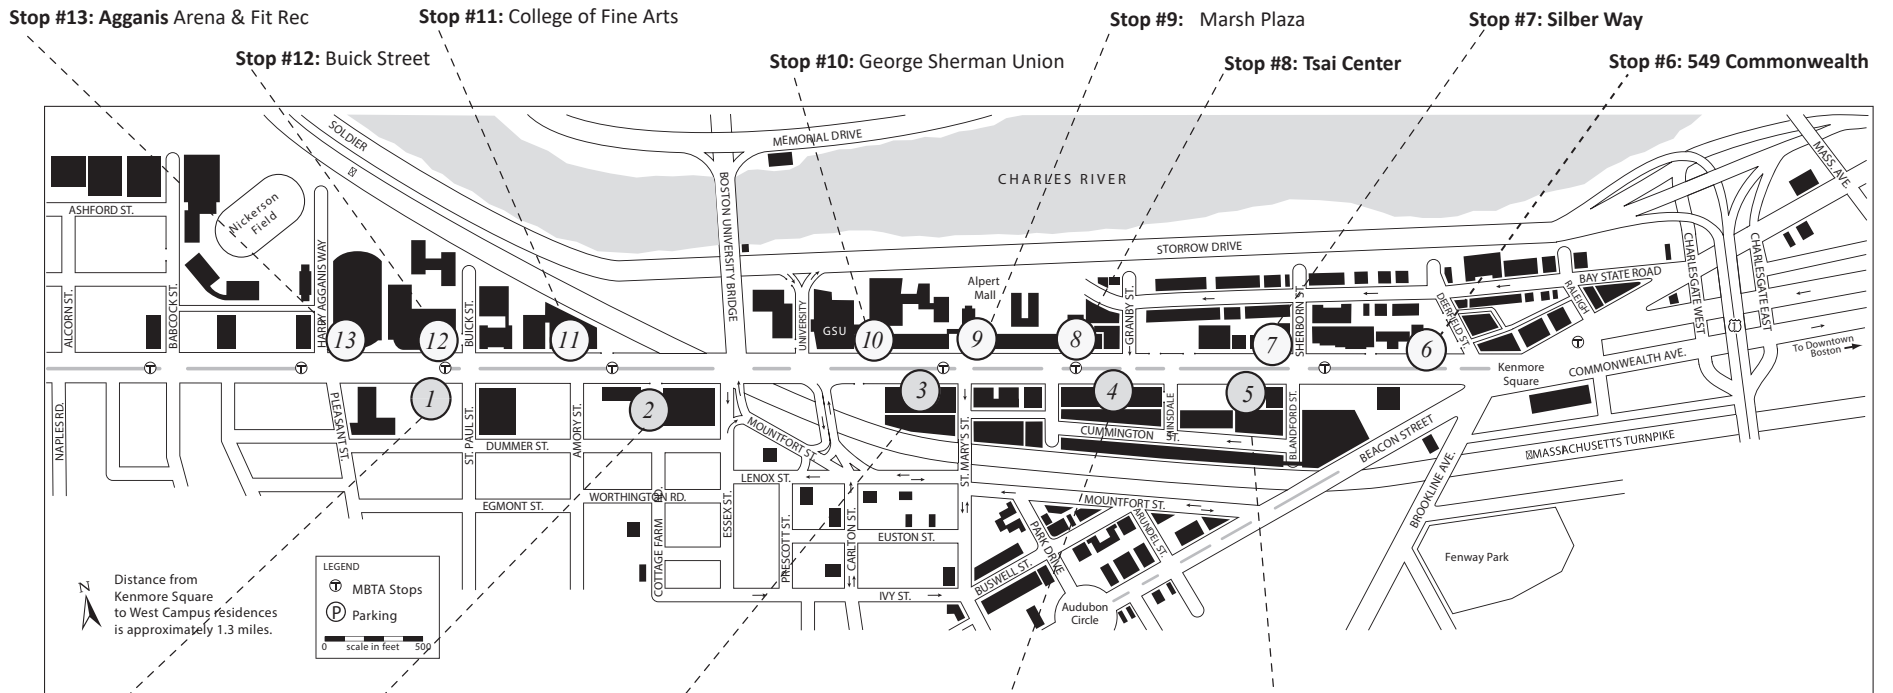 Stop #13: Agganis Arena & Fit Rec
Stop #11: College of Fine Arts
Stop #9: Marsh Plaza
Stop #7: Silber Way
Stop #12: Buick Street
Stop #10: George Sherman Union
Stop #8: Tsai Center
Stop #6: 549 Commonwealth
SOLDIER
MEMORIAL DRIVE
MASS. AVE
CHARLES RIVER
ASHFORD ST.
Nickerson
Field
BOSTON UNIVERSITY BRIDGE
STORROW DRIVE
HARRY AGGANIS WAY
CHARLESGATE WEST
CHARLESGATE EAST
BAY STATE ROAD
RALEIGH
Alpert
Mall
ALCORN ST.
BABCOCK ST.
BUICK ST.
UNIVERSITY
GSU
GRANBY ST.
SHERBORN ST.
DEERFIELD ST.
13
12
11
10
9
8
7
6
To Downtown
Boston
COMMONWEALTH AVE.
Kenmore
Square
T
T
T
T
T
T
T
T
1
2
3
4
5
NAPLES RD.
PLEASANT ST.
ST. PAUL ST.
DUMMER ST.
AMORY ST.
MOUNTFORT ST.
ST. MARY'S ST.
CUMMINGTON ST.
HINSDALE
BLANDFORD ST.
BEACON STREET
MASSACHUSETTS TURNPIKE
BROOKLINE AVE.
LENOX ST.
EGMONT ST.
WORTHINGTON RD.
COTTAGE FARM RD.
ESSEX ST.
PRESCOTT ST.
CARLTON ST.
EUSTON ST.
MOUNTFORT ST.
PARK DRIVE
ARUNDEL ST.
BUSWELL ST.
IVY ST.
Audubon
Circle
Fenway Park
N
Distance from
Kenmore Square
to West Campus residences
is approximately 1.3 miles.
LEGEND
T MBTA Stops
P Parking
0 scale in feet 500